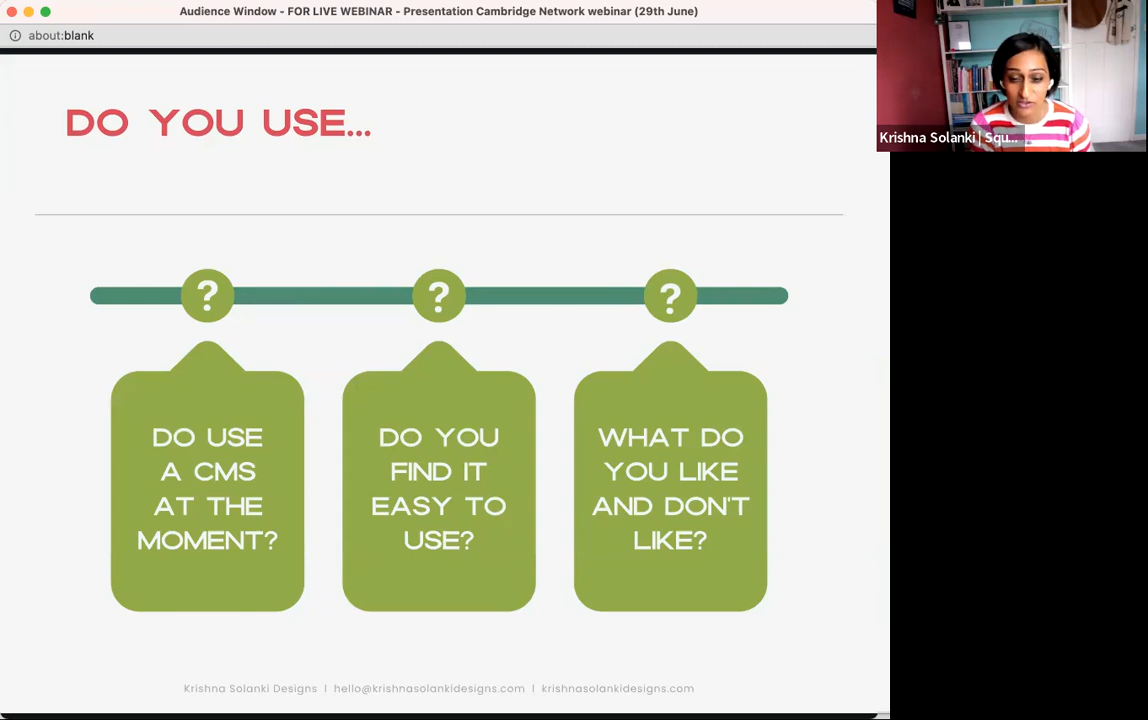 Audience Window - FOR LIVE WEBINAR - Presentation Cambridge Network webinar (29th June)
about:blank
Krishna Solanki | Squ...
DO YOU USE...
?
?
?
DO USE
A CMS
AT THE
MOMENT?
DO YOU
FIND IT
EASY TO
USE?
WHAT DO
YOU LIKE
AND DON'T
LIKE?
Krishna Solanki Designs | hello@krishnasolankidesigns.com | krishnasolankidesigns.com